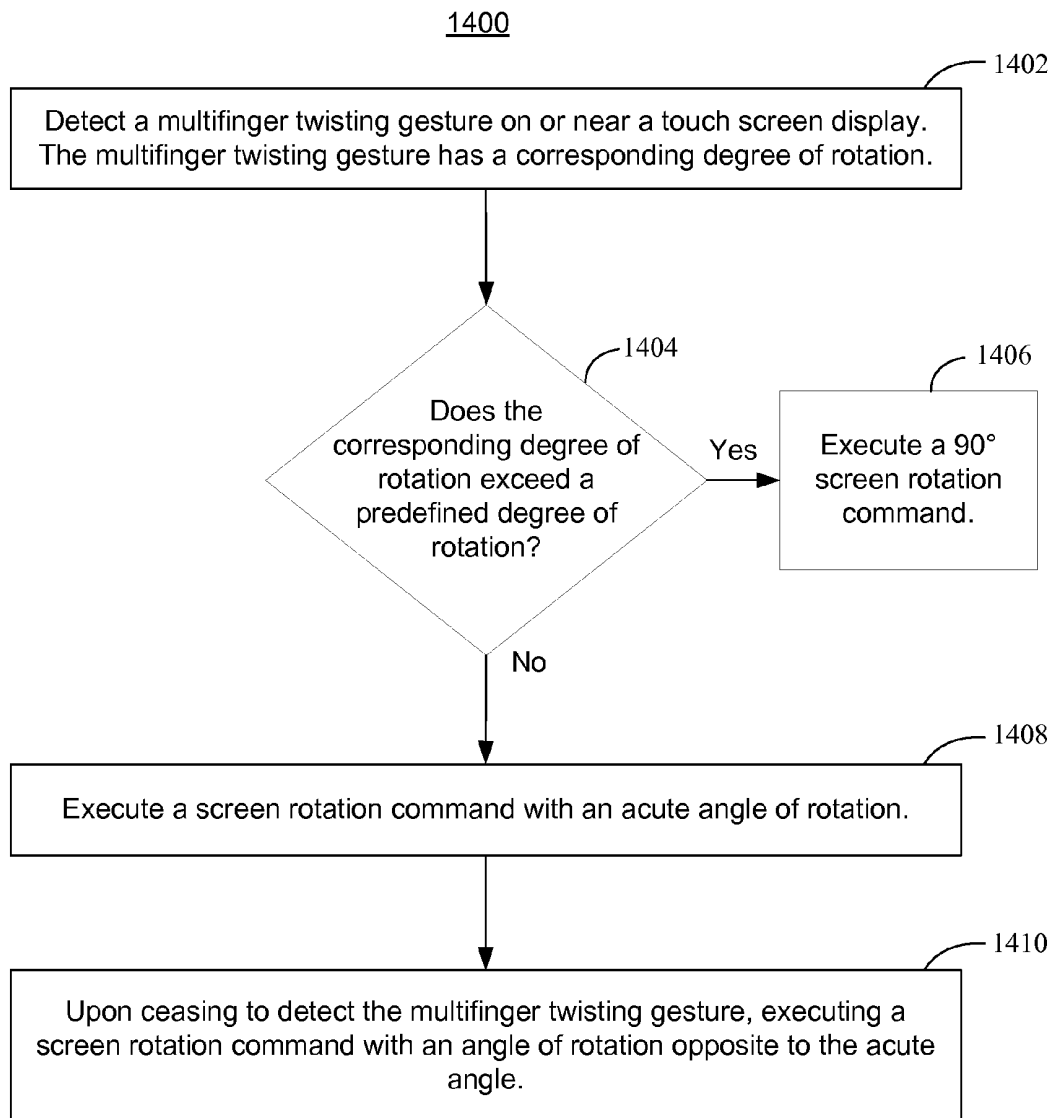 1400
1402
Detect a multifinger twisting gesture on or near a touch screen display.
The multifinger twisting gesture has a corresponding degree of rotation.
1404
Does the
corresponding degree of
rotation exceed a
predefined degree of
rotation?
Yes
1406
Execute a 90°
screen rotation
command.
No
1408
Execute a screen rotation command with an acute angle of rotation.
1410
Upon ceasing to detect the multifinger twisting gesture, executing a
screen rotation command with an angle of rotation opposite to the acute
angle.